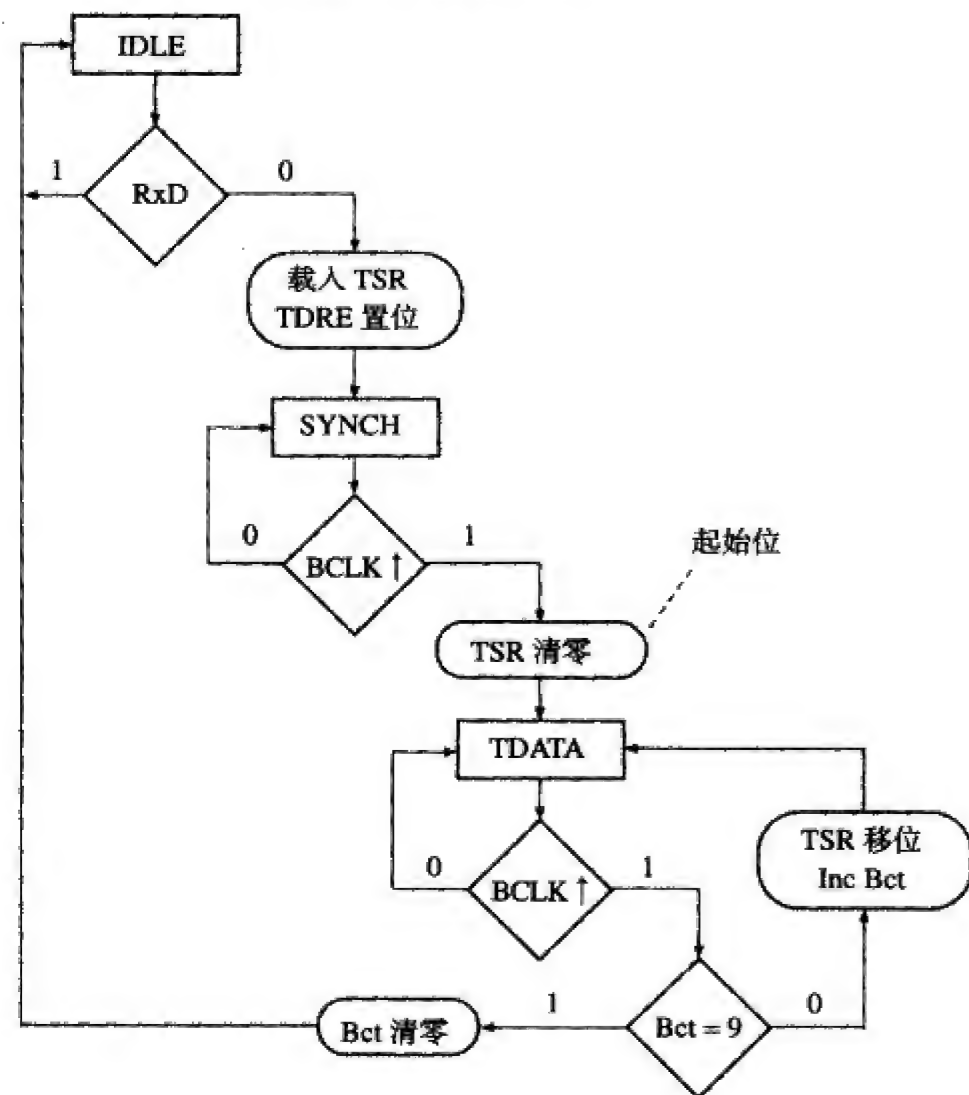 IDLE
1
RxD
0
载入 TSR
TDRE 置位
SYNCH
0
BCLK ↑
1
起始位
TSR 清零
TDATA
0
BCLK ↑
1
TSR 移位
Inc Bct
Bct 清零
1
Bct = 9
0